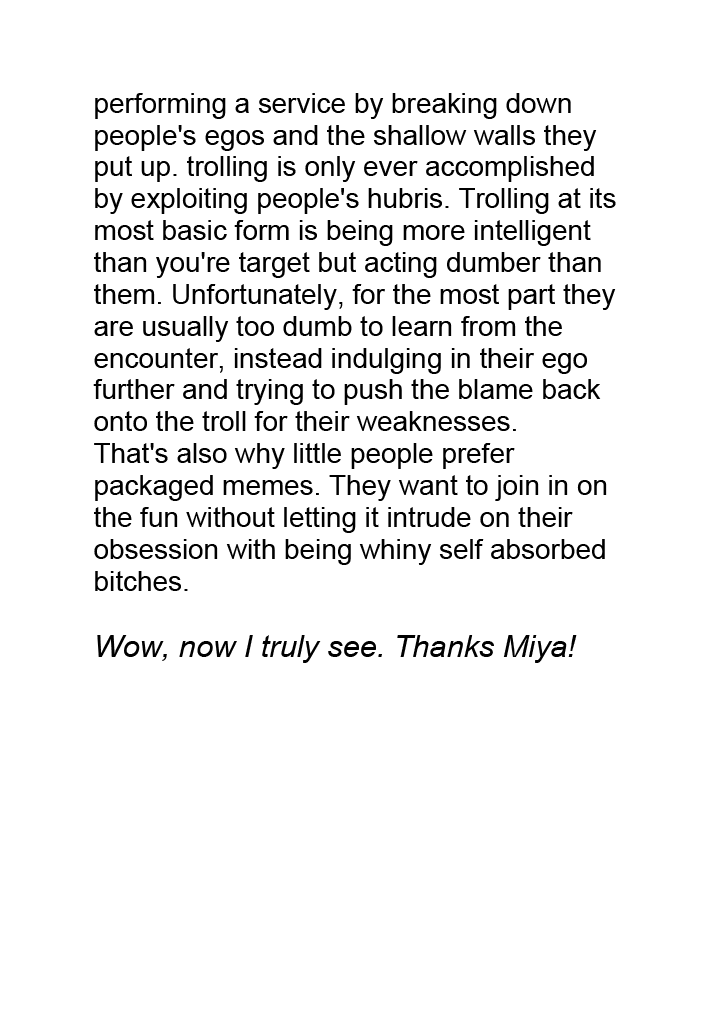 performing a service by breaking down
people's egos and the shallow walls they
put up. trolling is only ever accomplished
by exploiting people's hubris. Trolling at its
most basic form is being more intelligent
than you're target but acting dumber than
them. Unfortunately, for the most part they
are usually too dumb to learn from the
encounter, instead indulging in their ego
further and trying to push the blame back
onto the troll for their weaknesses.
That's also why little people prefer
packaged memes. They want to join in on
the fun without letting it intrude on their
obsession with being whiny self absorbed
bitches.
Wow, now I truly see. Thanks Miya!